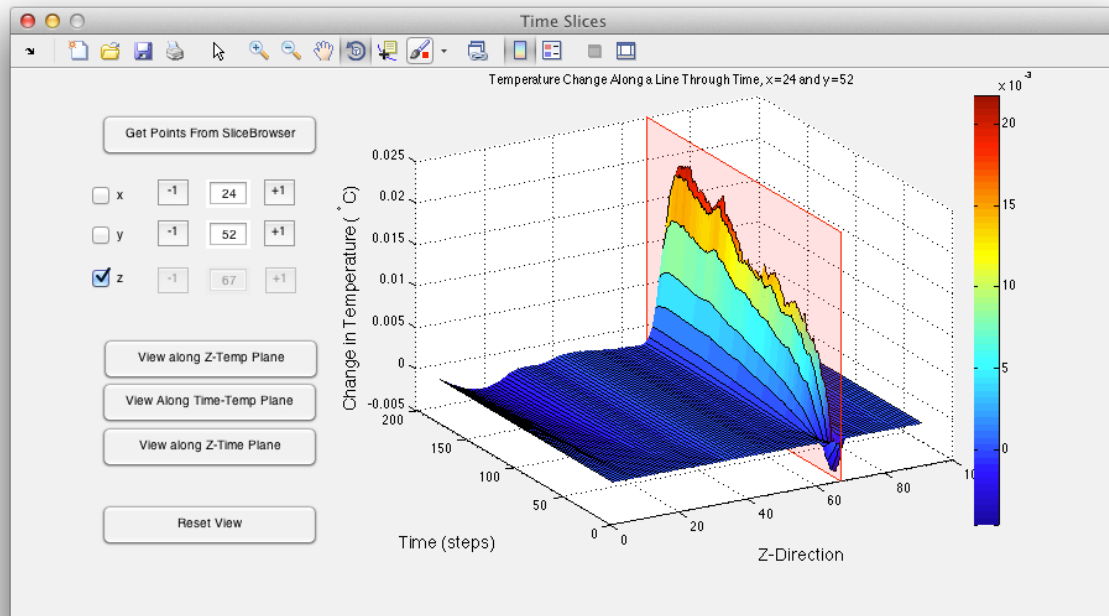 Time Slices
Temperature Change Along a Line Through Time, x=24 and y=52
Get Points From SliceBrowser
x -1 24 +1
y -1 52 +1
z -1 67 +1
View along Z-Temp Plane
View Along Time-Temp Plane
View along Z-Time Plane
Reset View
Change in Temperature (°C)
0.025
0.02
0.015
0.01
0.005
0
-0.005
200
150
100
50
0
Time (steps)
0
20
40
60
80
10
Z-Direction
x 10⁻³
20
15
10
5
0